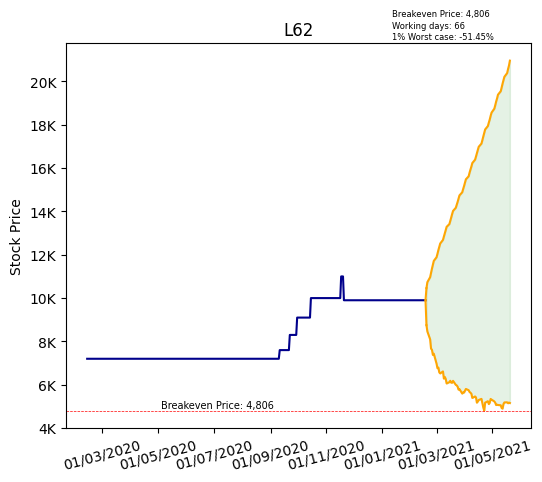 Breakeven Price: 4,806
Working days: 66
1% Worst case: -51.45%
L62
Stock Price
20K
18K
16K
14K
12K
10K
8K
6K
4K
Breakeven Price: 4,806
01/03/2020
01/05/2020
01/07/2020
01/09/2020
01/11/2020
01/01/2021
01/03/2021
01/05/2021